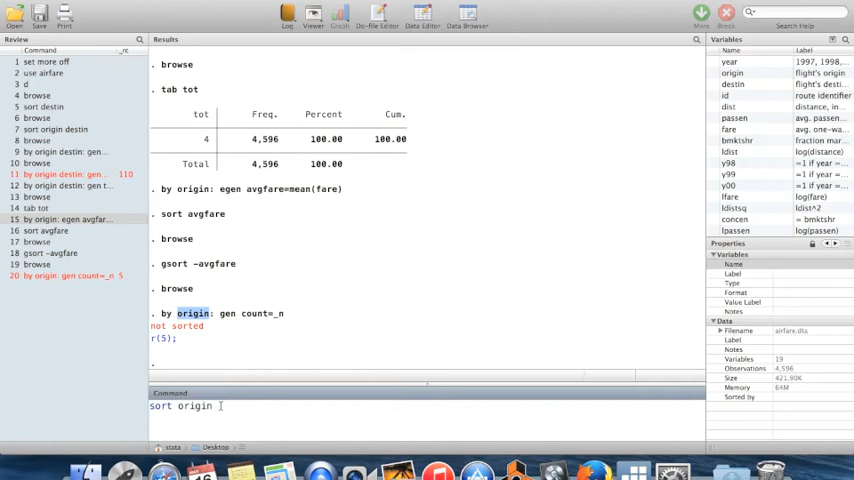 Open Save Print Log Viewer Graph Do-file Editor Data Editor Data Browser More Break Search Help
Review Results Variables
Command _rc
1 set more off
2 use airfare
3 d
4 browse
5 sort destin
6 browse
7 sort origin destin
8 browse
9 by origin destin: gen...
10 browse
11 by origin destin: gen... 110
12 by origin destin: gen t...
13 browse
14 tab tot
15 by origin: egen avgfar...
16 sort avgfare
17 browse
18 gsort -avgfare
19 browse
20 by origin: gen count=_n 5
. browse
. tab tot
tot Freq. Percent Cum.
4 4,596 100.00 100.00
Total 4,596 100.00
. by origin: egen avgfare=mean(fare)
. sort avgfare
. browse
. gsort -avgfare
. browse
. by origin: gen count=_n
not sorted
r(5);
.
Command
sort origin
stata Desktop
Name Label
year 1997, 1998,...
origin flight's origin
destin flight's destin
id route identifier
dist distance, in...
passen avg. passen...
fare avg. one-wa...
bmktshr fraction mar...
ldist log(distance)
y98 =1 if year =...
y99 =1 if year =...
y00 =1 if year =...
lfare log(fare)
ldistsq ldist^2
concen = bmktshr
lpassen log(passen)
Properties
Variables
Name
Label
Type
Format
Value Label
Notes
Data
Filename airfare.dta
Label
Notes
Variables 19
Observations 4,596
Size 421.90K
Memory 64M
Sorted by